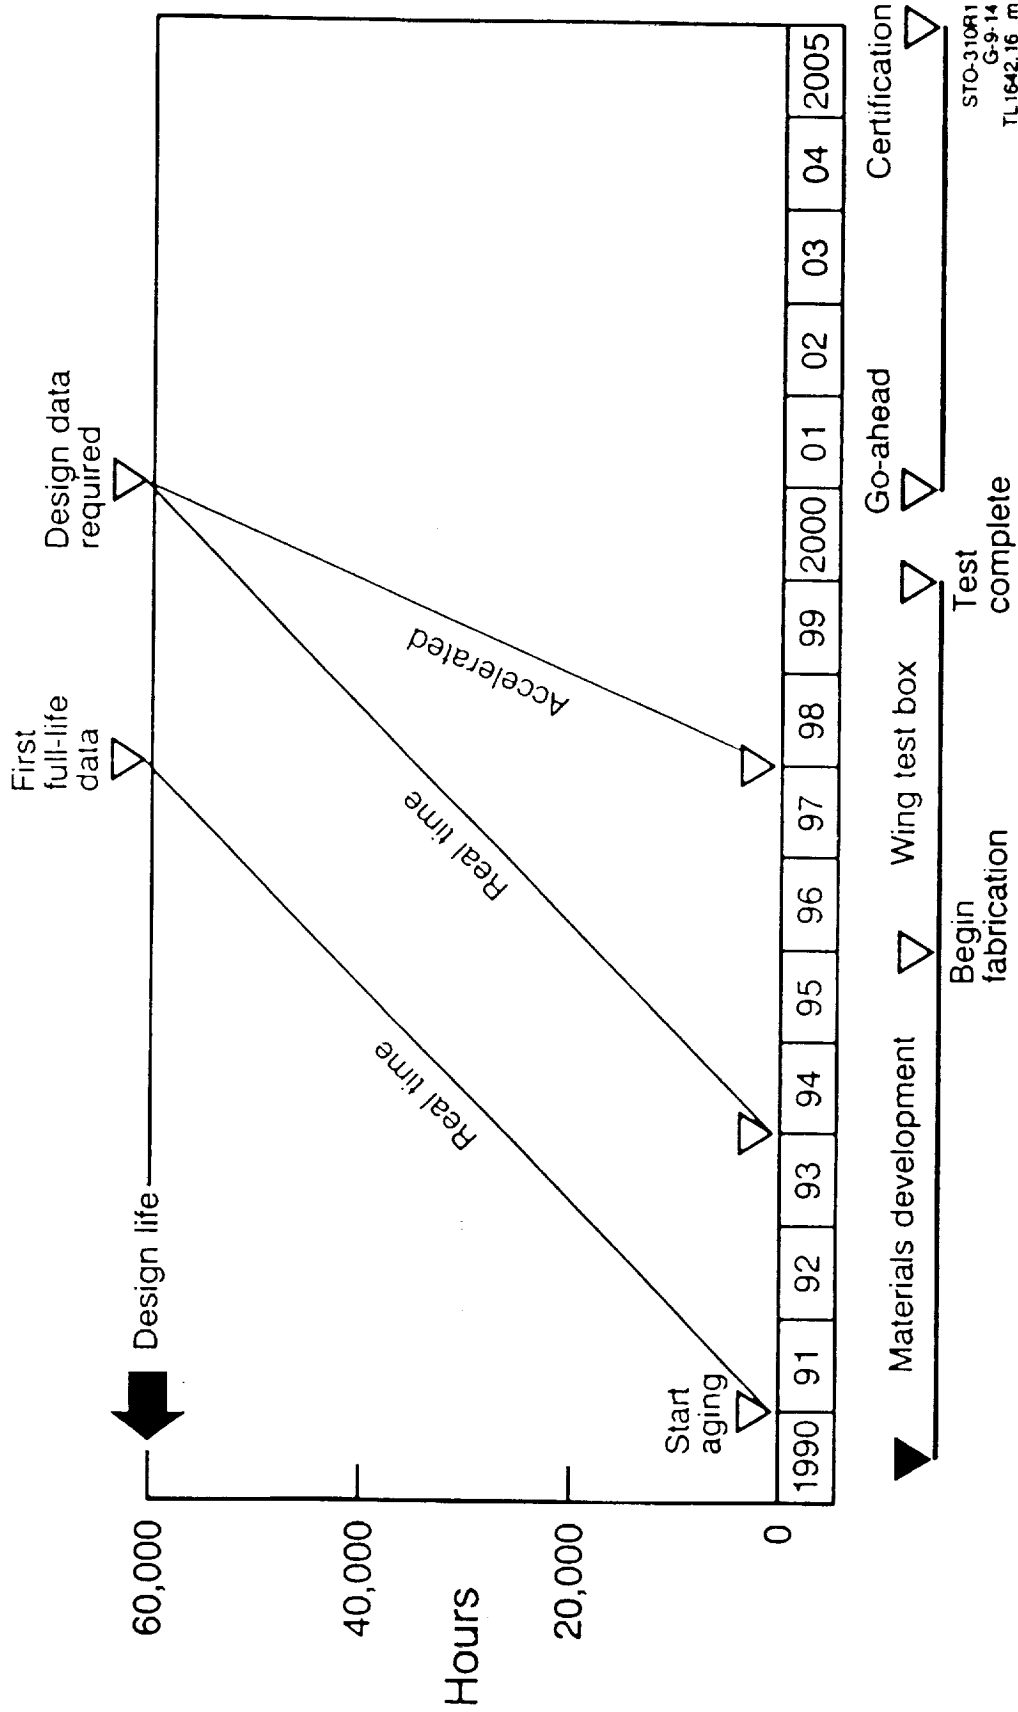 First
full-life
data
Design data
required
60,000
40,000
20,000
0
Hours
Design life
Start
aging
Real time
Real time
Accelerated
1990
91
92
93
94
95
96
97
98
99
2000
01
02
03
04
2005
Materials development
Wing test box
Go-ahead
Certification
Begin
fabrication
Test
complete
STO-310R1
G-9-14
TL1642.16 m